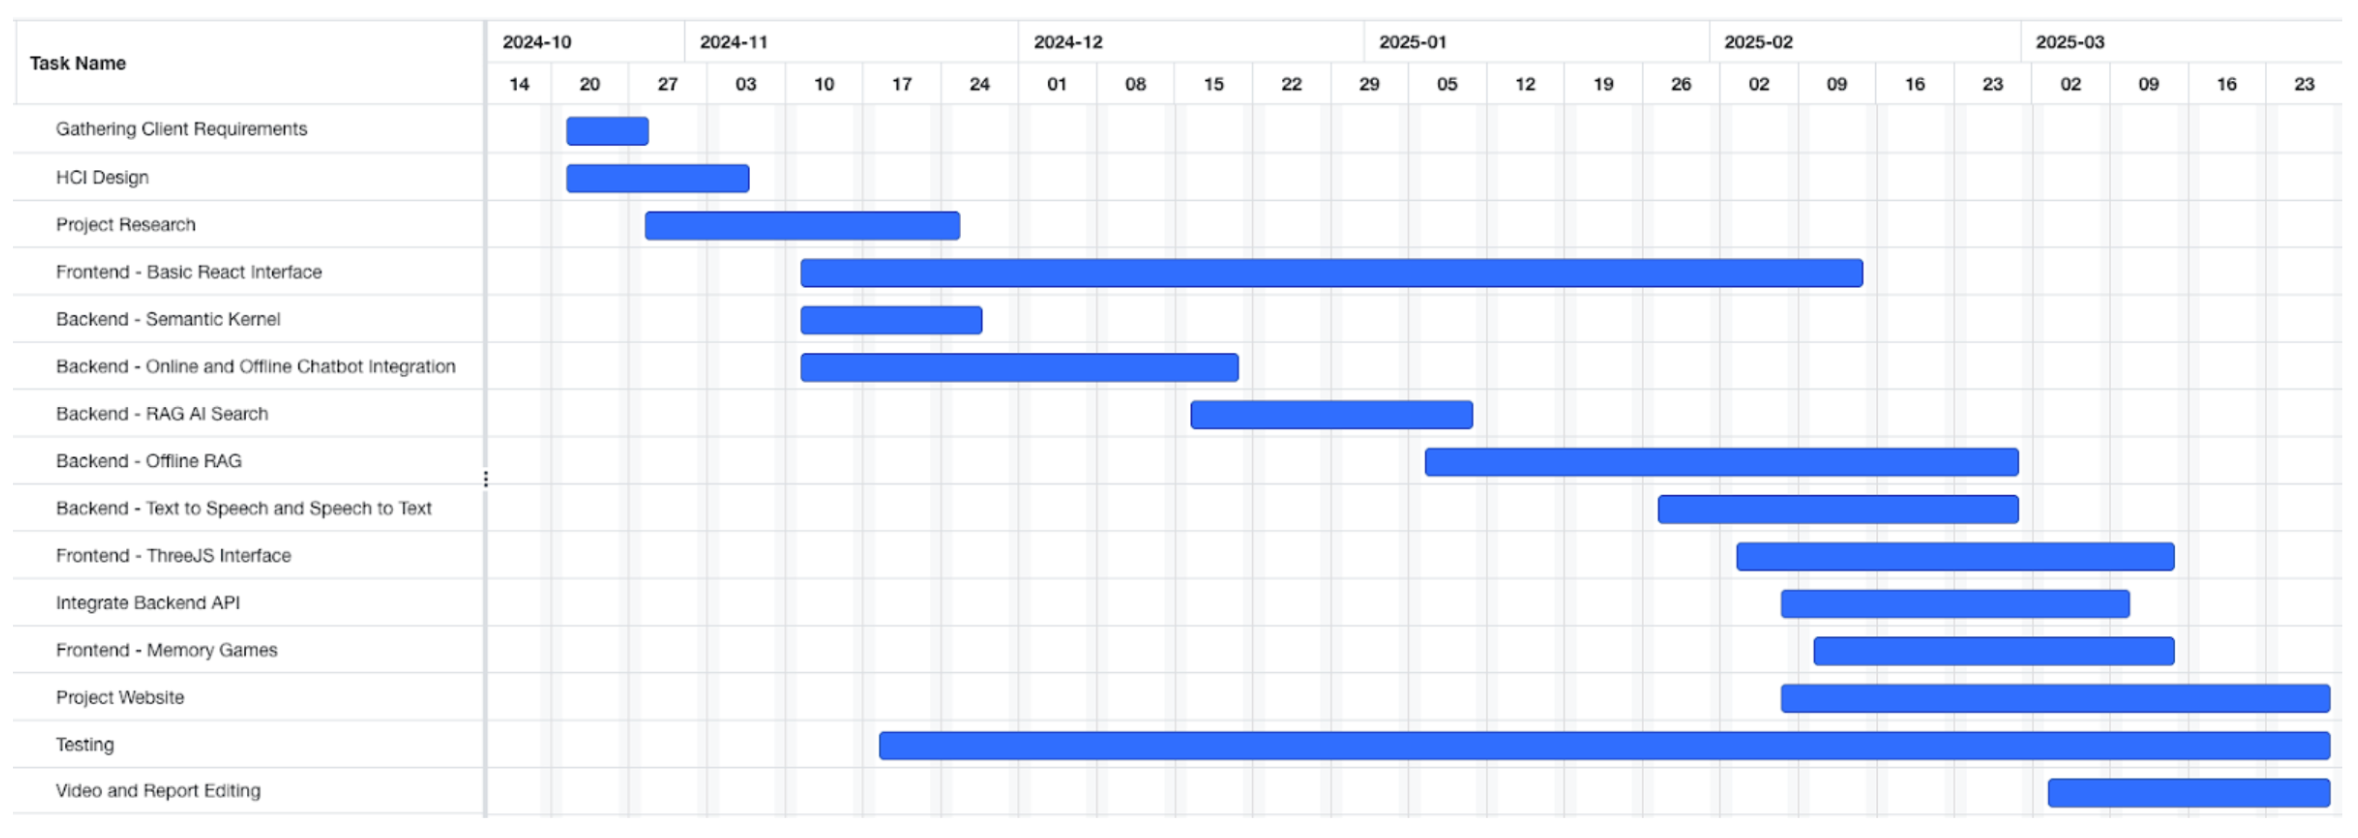 Task Name
2024-10 2024-11 2024-12 2025-01 2025-02 2025-03
14 20 27 03 10 17 24 01 08 15 22 29 05 12 19 26 02 09 16 23 02 09 16 23
Gathering Client Requirements
HCI Design
Project Research
Frontend - Basic React Interface
Backend - Semantic Kernel
Backend - Online and Offline Chatbot Integration
Backend - RAG AI Search
Backend - Offline RAG
Backend - Text to Speech and Speech to Text
Frontend - ThreeJS Interface
Integrate Backend API
Frontend - Memory Games
Project Website
Testing
Video and Report Editing